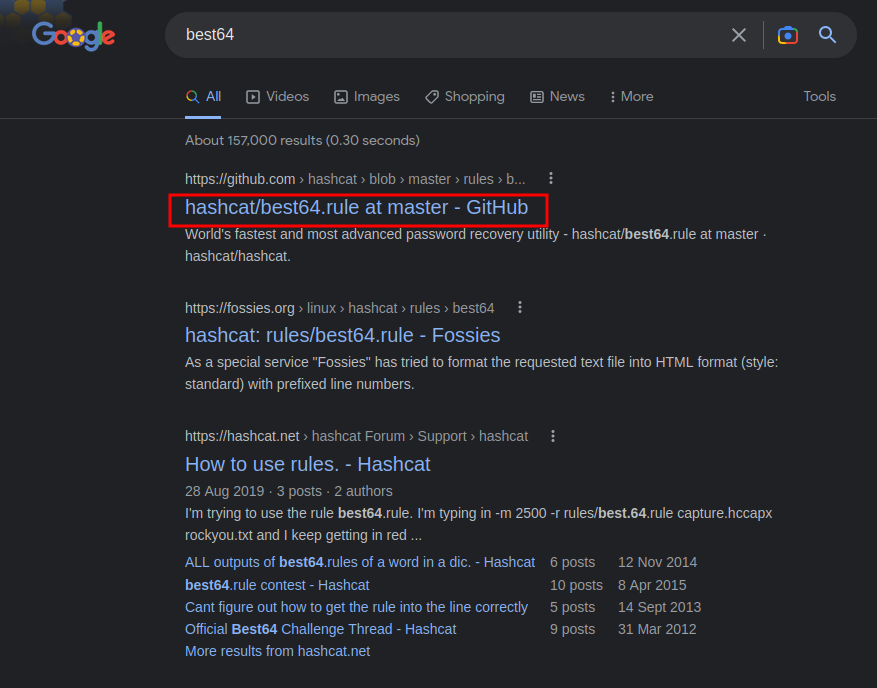 Google
best64
All Videos Images Shopping News More Tools
About 157,000 results (0.30 seconds)
https://github.com › hashcat › blob › master › rules › b...
hashcat/best64.rule at master - GitHub
World's fastest and most advanced password recovery utility - hashcat/best64.rule at master ·
hashcat/hashcat.
https://fossies.org › linux › hashcat › rules › best64
hashcat: rules/best64.rule - Fossies
As a special service "Fossies" has tried to format the requested text file into HTML format (style:
standard) with prefixed line numbers.
https://hashcat.net › hashcat Forum › Support › hashcat
How to use rules. - Hashcat
28 Aug 2019 · 3 posts · 2 authors
I'm trying to use the rule best64.rule. I'm typing in -m 2500 -r rules/best.64.rule capture.hccapx
rockyou.txt and I keep getting in red ...
ALL outputs of best64.rules of a word in a dic. - Hashcat 6 posts 12 Nov 2014
best64.rule contest - Hashcat 10 posts 8 Apr 2015
Cant figure out how to get the rule into the line correctly 5 posts 14 Sept 2013
Official Best64 Challenge Thread - Hashcat 9 posts 31 Mar 2012
More results from hashcat.net